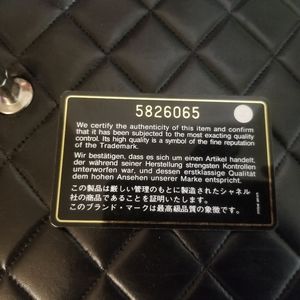 5826065
We certify the authenticity of this item and confirm
that it has been subjected to the most exacting quality
control. Its high quality is a symbol of the fine reputation
of the Trademark.
Wir bestätigen, dass es sich um einen Artikel handelt,
der während seiner Herstellung strengsten Kontrollen
unterworfen war, und dessen erstklassige Qualität
dem hohen Ansehen unserer Marke entspricht.
この製品は厳しい管理のもとに製造されたシャネル
社の商品であることを証明いたします。
このブランド・マークは最高級品質の象徴です。